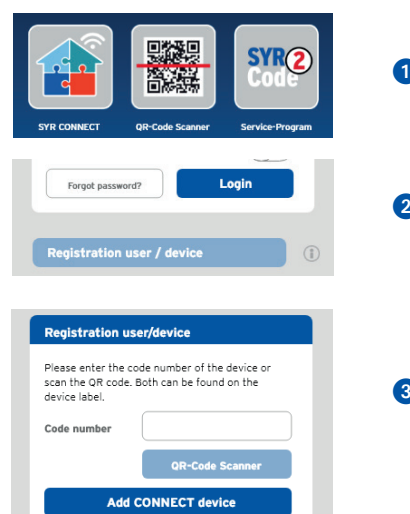 SYR 2
Code
1
SYR CONNECT QR-Code Scanner Service-Program
Forgot password? Login
2
Registration user / device i
Registration user/device
Please enter the code number of the device or
scan the QR code. Both can be found on the
device label.
3
Code number
QR-Code Scanner
Add CONNECT device